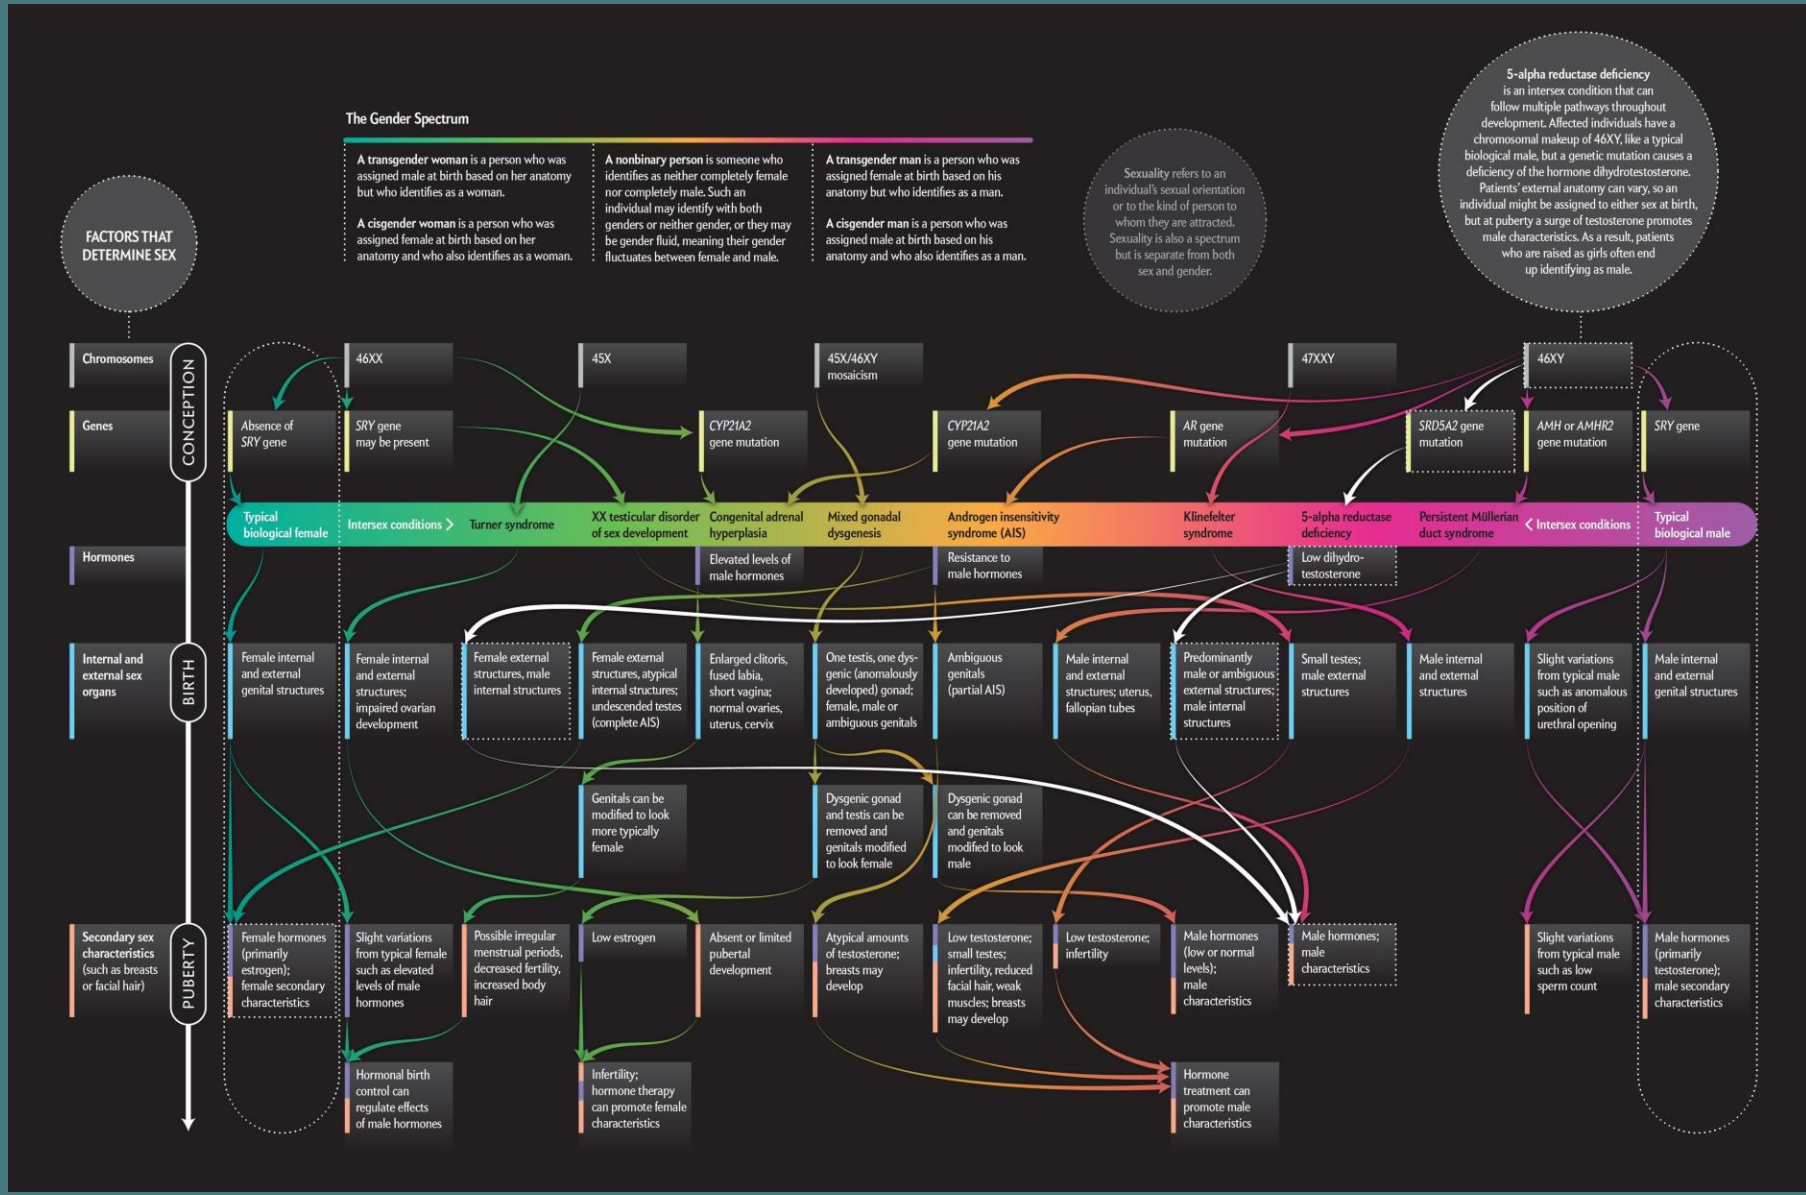 The Gender Spectrum
A transgender woman is a person who was
assigned male at birth based on her anatomy
but who identifies as a woman.
A cisgender woman is a person who was
assigned female at birth based on her
anatomy and who also identifies as a woman.
A nonbinary person is someone who
identifies as neither completely female
nor completely male. Such an
individual may identify with both
genders or neither gender, or they may
be gender fluid, meaning their gender
fluctuates between female and male.
A transgender man is a person who was
assigned female at birth based on his
anatomy but who identifies as a man.
A cisgender man is a person who was
assigned male at birth based on his
anatomy and who also identifies as a man.
Sexuality refers to an
individual's sexual orientation
or to the kind of person to
whom they are attracted.
Sexuality is also a spectrum
but is separate from both
sex and gender.
5-alpha reductase deficiency
is an intersex condition that can
follow multiple pathways throughout
development. Affected individuals have a
chromosomal makeup of 46XY, like a typical
biological male, but a genetic mutation causes a
deficiency of the hormone dihydrotestosterone.
Patients' external anatomy can vary, so an
individual might be assigned to either sex at birth,
but at puberty a surge of testosterone promotes
male characteristics. As a result, patients
who are raised as girls often end
up identifying as male.
FACTORS THAT
DETERMINE SEX
CONCEPTION
Chromosomes
46XX
45X
45X/46XY
mosaicism
47XXY
46XY
Genes
Absence of
SRY gene
SRY gene
may be present
CYP21A2
gene mutation
CYP21A2
gene mutation
AR gene
mutation
SRD5A2 gene
mutation
AMH or AMHR2
gene mutation
SRY gene
Typical
biological female
Intersex conditions >
Turner syndrome
XX testicular disorder
of sex development
Congenital adrenal
hyperplasia
Mixed gonadal
dysgenesis
Androgen insensitivity
syndrome (AIS)
Klinefelter
syndrome
5-alpha reductase
deficiency
Persistent Müllerian
duct syndrome
< Intersex conditions
Typical
biological male
Hormones
Elevated levels of
male hormones
Resistance to
male hormones
Low dihydro-
testosterone
BIRTH
Internal and
external sex
organs
Female internal
and external
genital structures
Female internal
and external
structures;
impaired ovarian
development
Female external
structures, male
internal structures
Female external
structures, atypical
internal structures;
undescended testes
(complete AIS)
Enlarged clitoris,
fused labia,
short vagina;
normal ovaries,
uterus, cervix
One testis, one dys-
genic (anomalously
developed) gonad;
female, male or
ambiguous genitals
Ambiguous
genitals
(partial AIS)
Male internal
and external
structures; uterus,
fallopian tubes
Predominantly
male or ambiguous
external structures;
male internal
structures
Small testes;
male external
structures
Male internal
and external
structures
Slight variations
from typical male
such as anomalous
position of
urethral opening
Male internal
and external
genital structures
Genitals can be
modified to look
more typically
female
Dysgenic gonad
and testis can be
removed and
genitals modified
to look female
Dysgenic gonad
can be removed
and genitals
modified to look
male
PUBERTY
Secondary sex
characteristics
(such as breasts
or facial hair)
Female hormones
(primarily
estrogen);
female secondary
characteristics
Slight variations
from typical female
such as elevated
levels of male
hormones
Possible irregular
menstrual periods,
decreased fertility,
increased body
hair
Low estrogen
Absent or limited
pubertal
development
Atypical amounts
of testosterone;
breasts may
develop
Low testosterone;
small testes;
infertility, reduced
facial hair, weak
muscles; breasts
may develop
Low testosterone;
infertility
Male hormones
(low or normal
levels);
male
characteristics
Male hormones;
male
characteristics
Slight variations
from typical male
such as low
sperm count
Male hormones
(primarily
testosterone);
male secondary
characteristics
Hormonal birth
control can
regulate effects
of male hormones
Infertility;
hormone therapy
can promote female
characteristics
Hormone
treatment can
promote male
characteristics